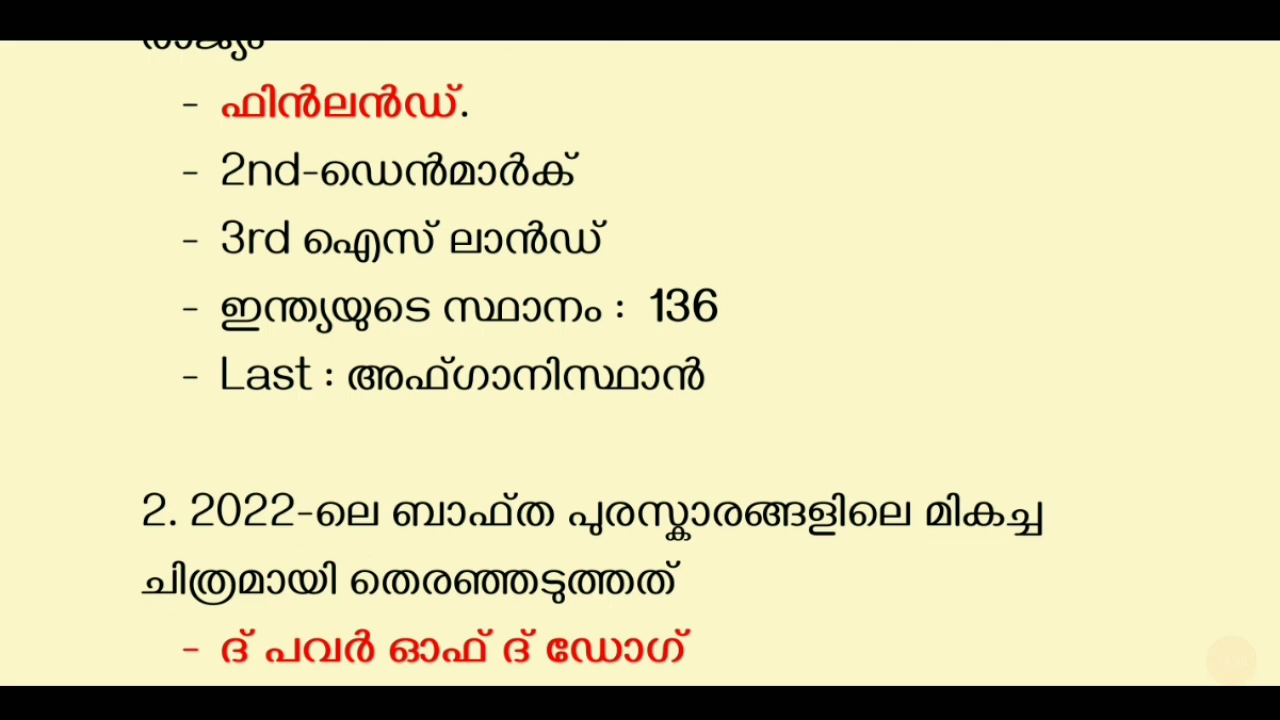 രാജ്യം
- ഫിൻലൻഡ്.
- 2nd-ഡെൻമാർക്
- 3rd ഐസ് ലാൻഡ്
- ഇന്ത്യയുടെ സ്ഥാനം : 136
- Last : അഫ്ഗാനിസ്ഥാൻ
2. 2022-ലെ ബാഫ്ത പുരസ്കാരങ്ങളിലെ മികച്ച
ചിത്രമായി തെരഞ്ഞടുത്തത്
- ദ് പവർ ഓഫ് ദ് ഡോഗ്